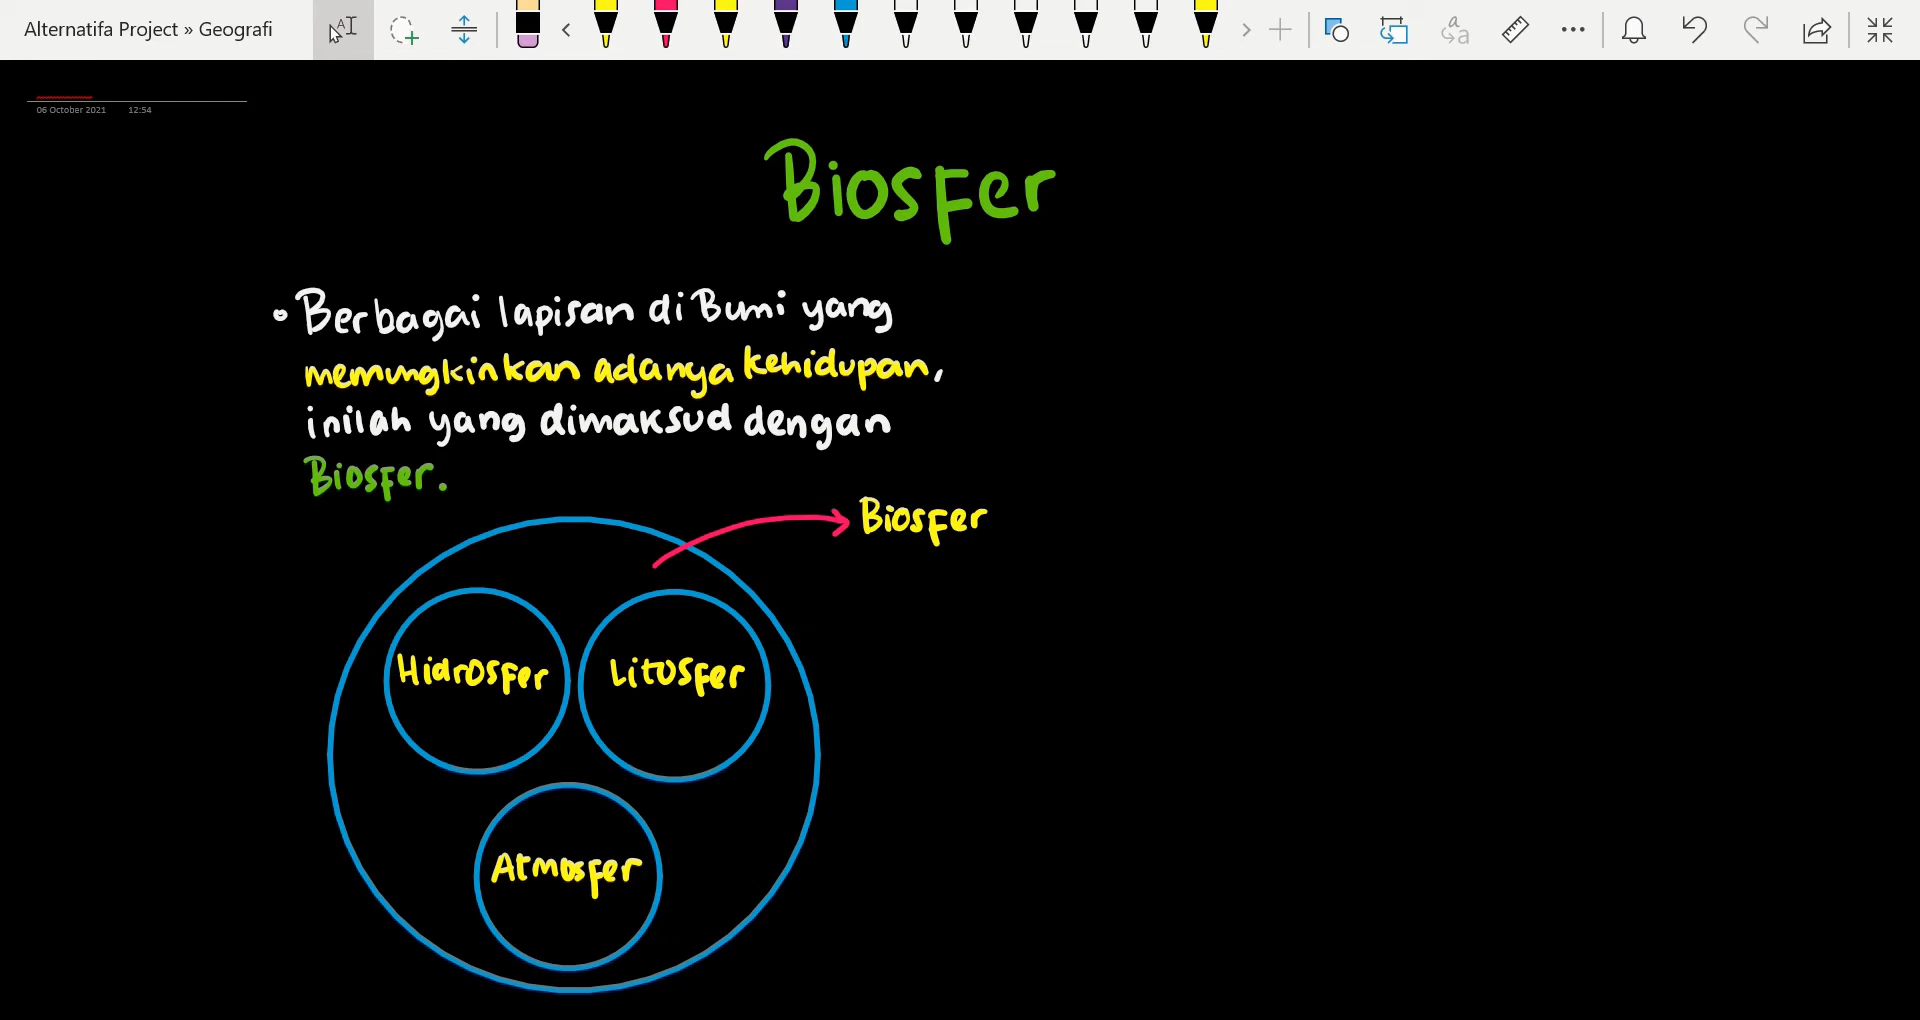 Alternatifa Project » Geografi
06 October 2021 12:54
Biosfer
• Berbagai lapisan di Bumi yang
memungkinkan adanya kehidupan,
inilah yang dimaksud dengan
Biosfer.
Biosfer
Hidrosfer
Litosfer
Atmosfer